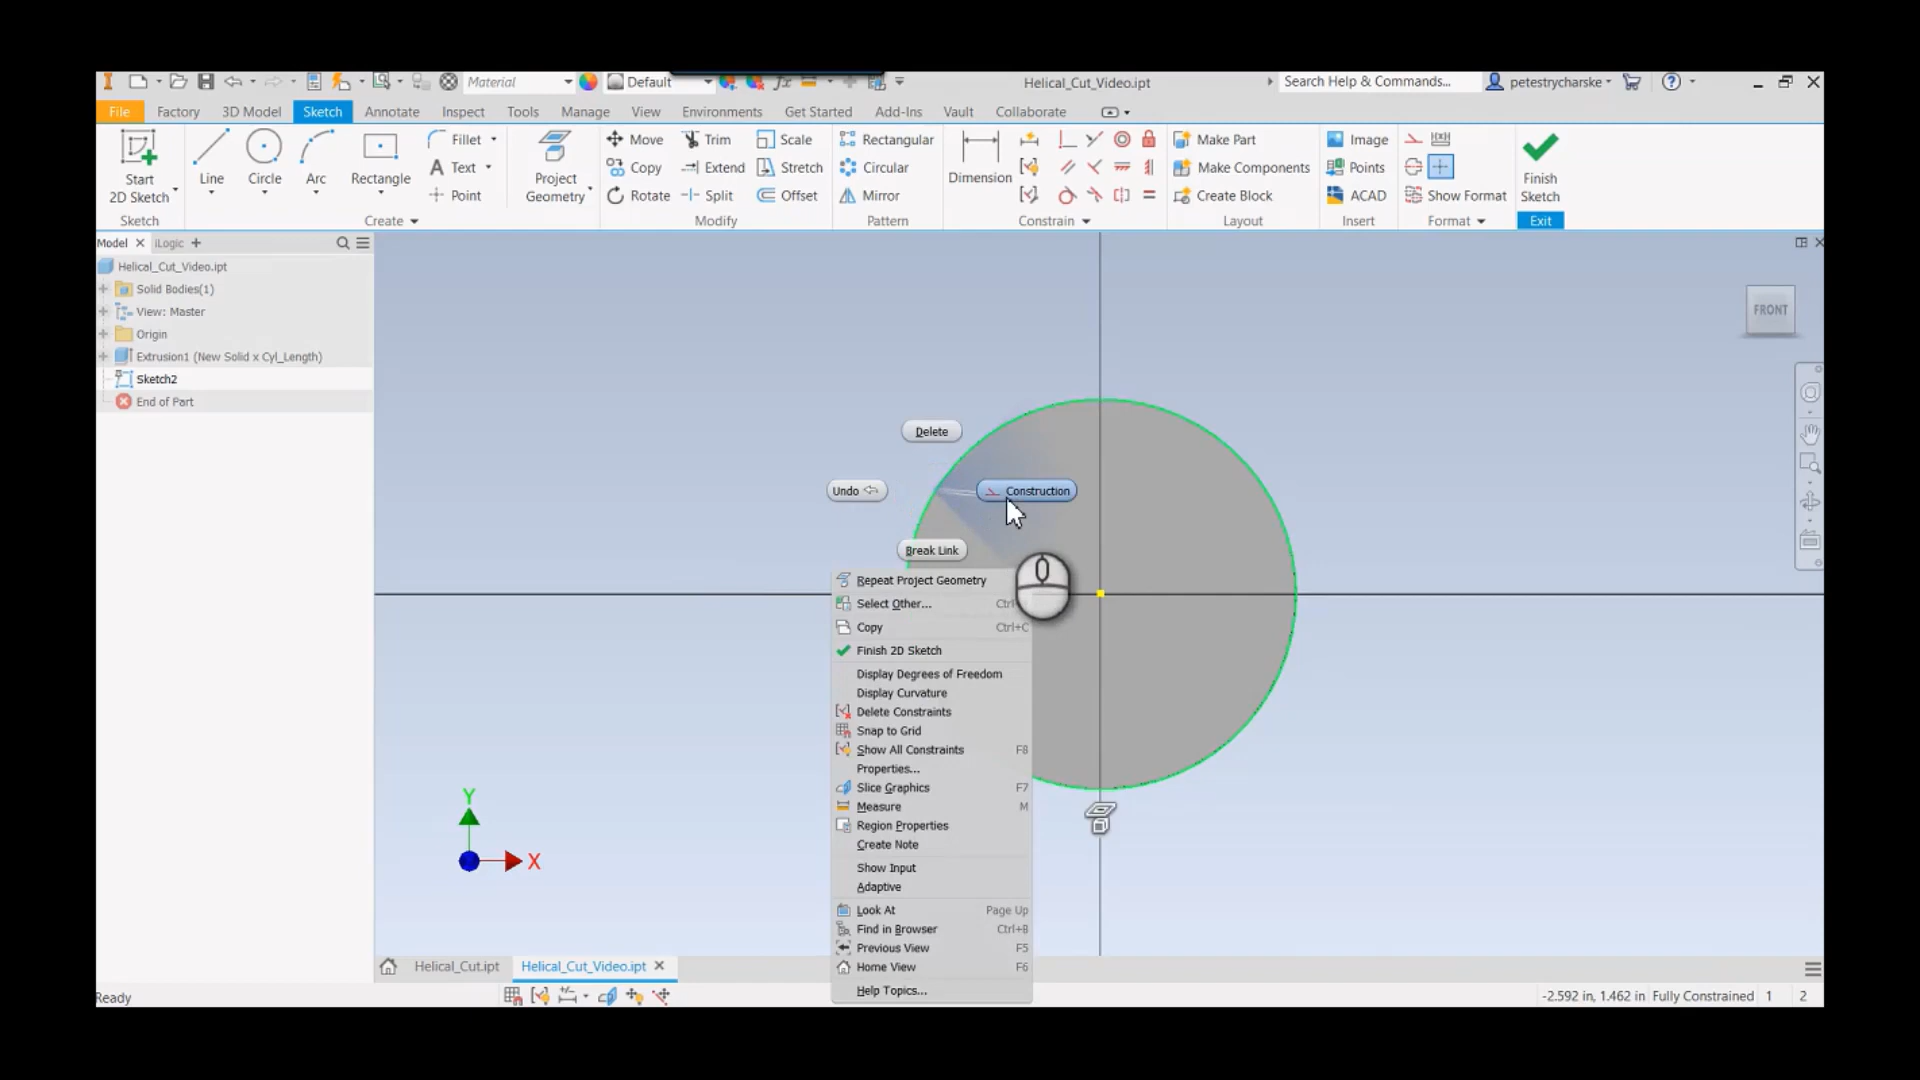 Material
Default
fx
Helical_Cut_Video.ipt
Search Help & Commands...
petestrycharske
File
Factory
3D Model
Sketch
Annotate
Inspect
Tools
Manage
View
Environments
Get Started
Add-Ins
Vault
Collaborate
Start
2D Sketch
Line
Circle
Arc
Rectangle
Fillet
Text
Point
Project
Geometry
Move
Copy
Rotate
Trim
Extend
Split
Scale
Stretch
Offset
Rectangular
Circular
Mirror
Dimension
Make Part
Make Components
Create Block
Image
Points
ACAD
Show Format
Finish
Sketch
Sketch
Create
Modify
Pattern
Constrain
Layout
Insert
Format
Exit
Model
iLogic
Helical_Cut_Video.ipt
Solid Bodies(1)
View: Master
Origin
Extrusion1 (New Solid x Cyl_Length)
Sketch2
End of Part
FRONT
Delete
Undo
Construction
Break Link
Repeat Project Geometry
Select Other... Ctrl
Copy Ctrl+C
Finish 2D Sketch
Display Degrees of Freedom
Display Curvature
Delete Constraints
Snap to Grid
Show All Constraints F8
Properties...
Slice Graphics F7
Measure M
Region Properties
Create Note
Show Input
Adaptive
Look At Page Up
Find in Browser Ctrl+B
Previous View F5
Home View F6
Help Topics...
Y
X
Helical_Cut.ipt
Helical_Cut_Video.ipt
Ready
-2.592 in, 1.462 in Fully Constrained 1 2